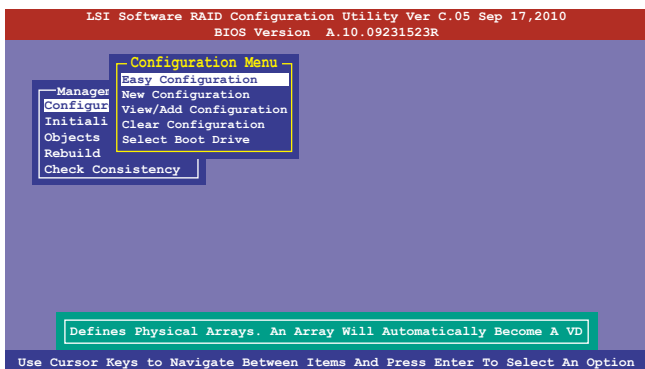 LSI Software RAID Configuration Utility Ver C.05 Sep 17,2010
BIOS Version A.10.09231523R
Configuration Menu
Easy Configuration
New Configuration
View/Add Configuration
Clear Configuration
Select Boot Drive
Managem
Configur
Initiali
Objects
Rebuild
Check Consistency
Defines Physical Arrays. An Array Will Automatically Become A VD
Use Cursor Keys to Navigate Between Items And Press Enter To Select An Option